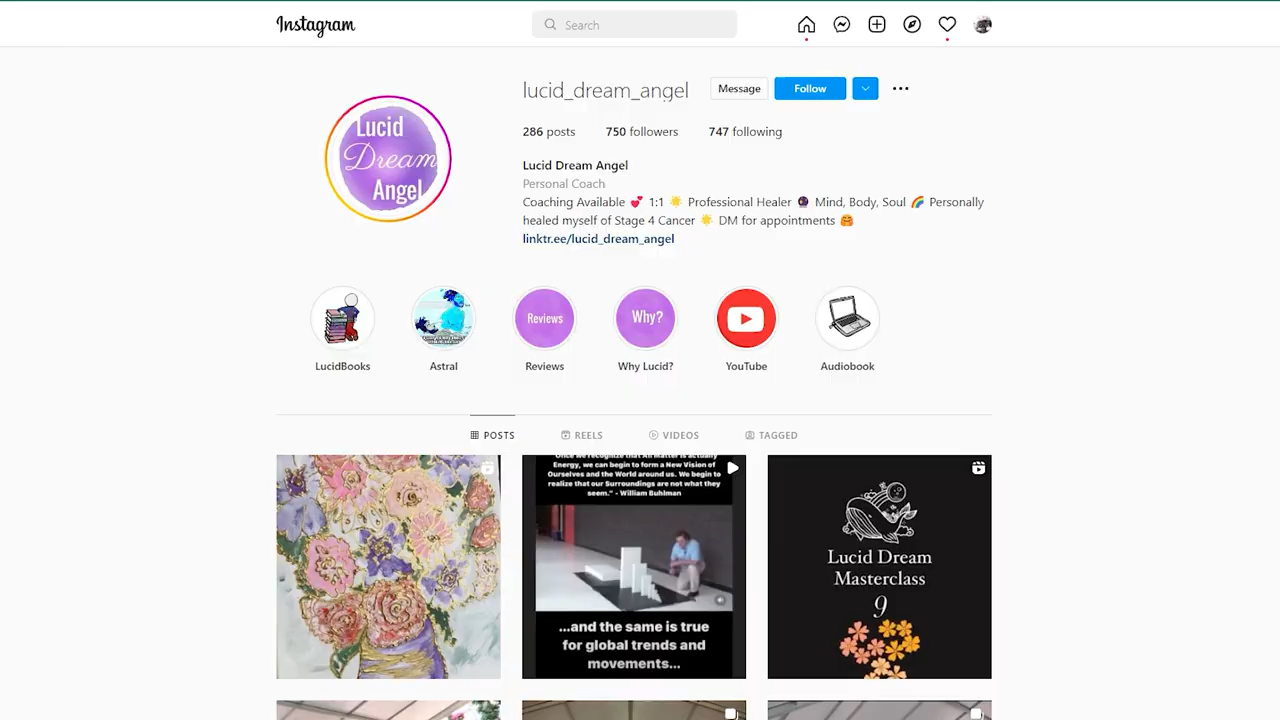 Instagram
Search
lucid_dream_angel
Message
Follow
286 posts 750 followers 747 following
Lucid Dream Angel
Lucid Dream Angel
Personal Coach
Coaching Available 💕 1:1 ☀️ Professional Healer 🔮 Mind, Body, Soul 🌈 Personally
healed myself of Stage 4 Cancer ☀️ DM for appointments 🤗
linktr.ee/lucid_dream_angel
Reviews
Why?
LucidBooks
Astral
Reviews
Why Lucid?
YouTube
Audiobook
POSTS
REELS
VIDEOS
TAGGED
Once we recognize that All Matter is actually
Energy, we can begin to form a New Vision of
Ourselves and the World around us. We begin to
realize that our Surroundings are not what they
seem." - William Buhlman
...and the same is true
for global trends and
movements...
Lucid Dream
Masterclass
9